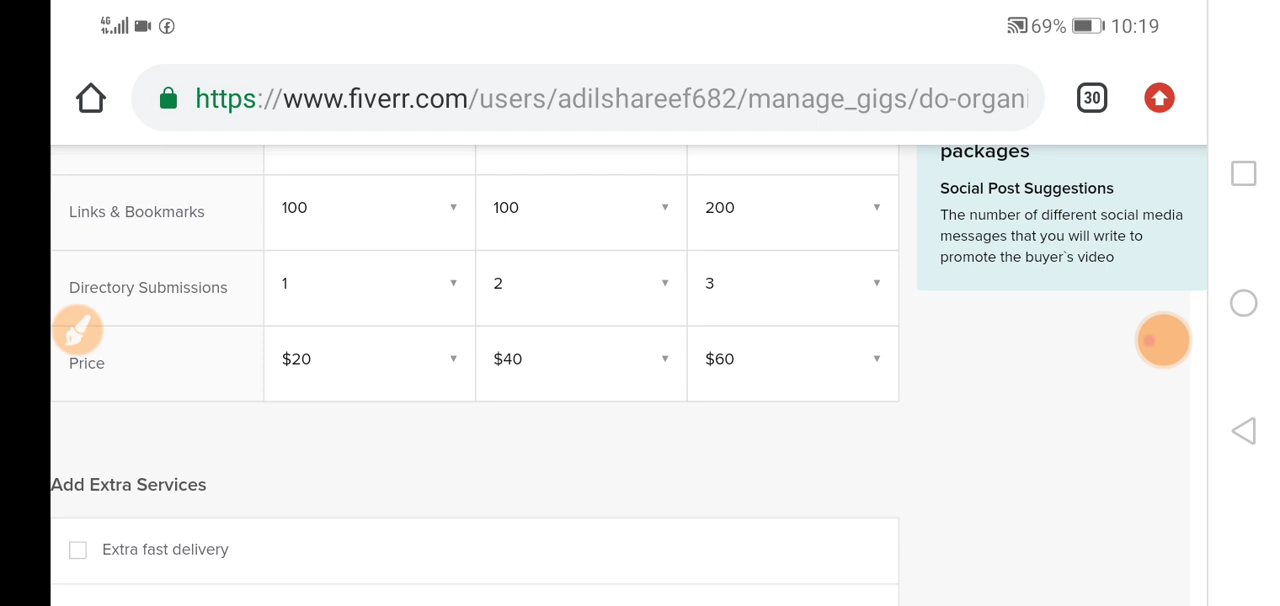 4G 69% 10:19
https://www.fiverr.com/users/adilshareef682/manage_gigs/do-organi 30
packages
Social Post Suggestions
The number of different social media
messages that you will write to
promote the buyer`s video
Links & Bookmarks 100 100 200
Directory Submissions 1 2 3
Price $20 $40 $60
Add Extra Services
Extra fast delivery